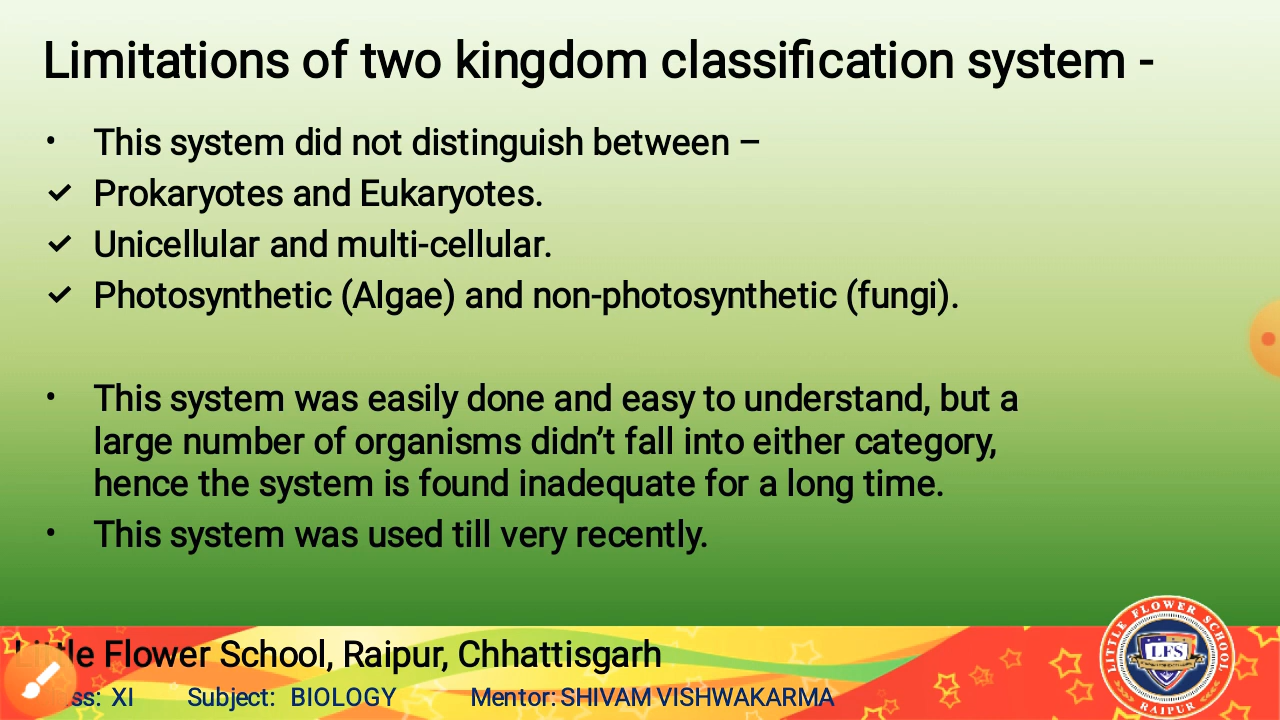 Limitations of two kingdom classification system -
• This system did not distinguish between –
✓ Prokaryotes and Eukaryotes.
✓ Unicellular and multi-cellular.
✓ Photosynthetic (Algae) and non-photosynthetic (fungi).
• This system was easily done and easy to understand, but a
large number of organisms didn't fall into either category,
hence the system is found inadequate for a long time.
• This system was used till very recently.
Little Flower School, Raipur, Chhattisgarh
ss: XI Subject: BIOLOGY Mentor: SHIVAM VISHWAKARMA
LITTLE FLOWER SCHOOL
LFS
RAIPUR